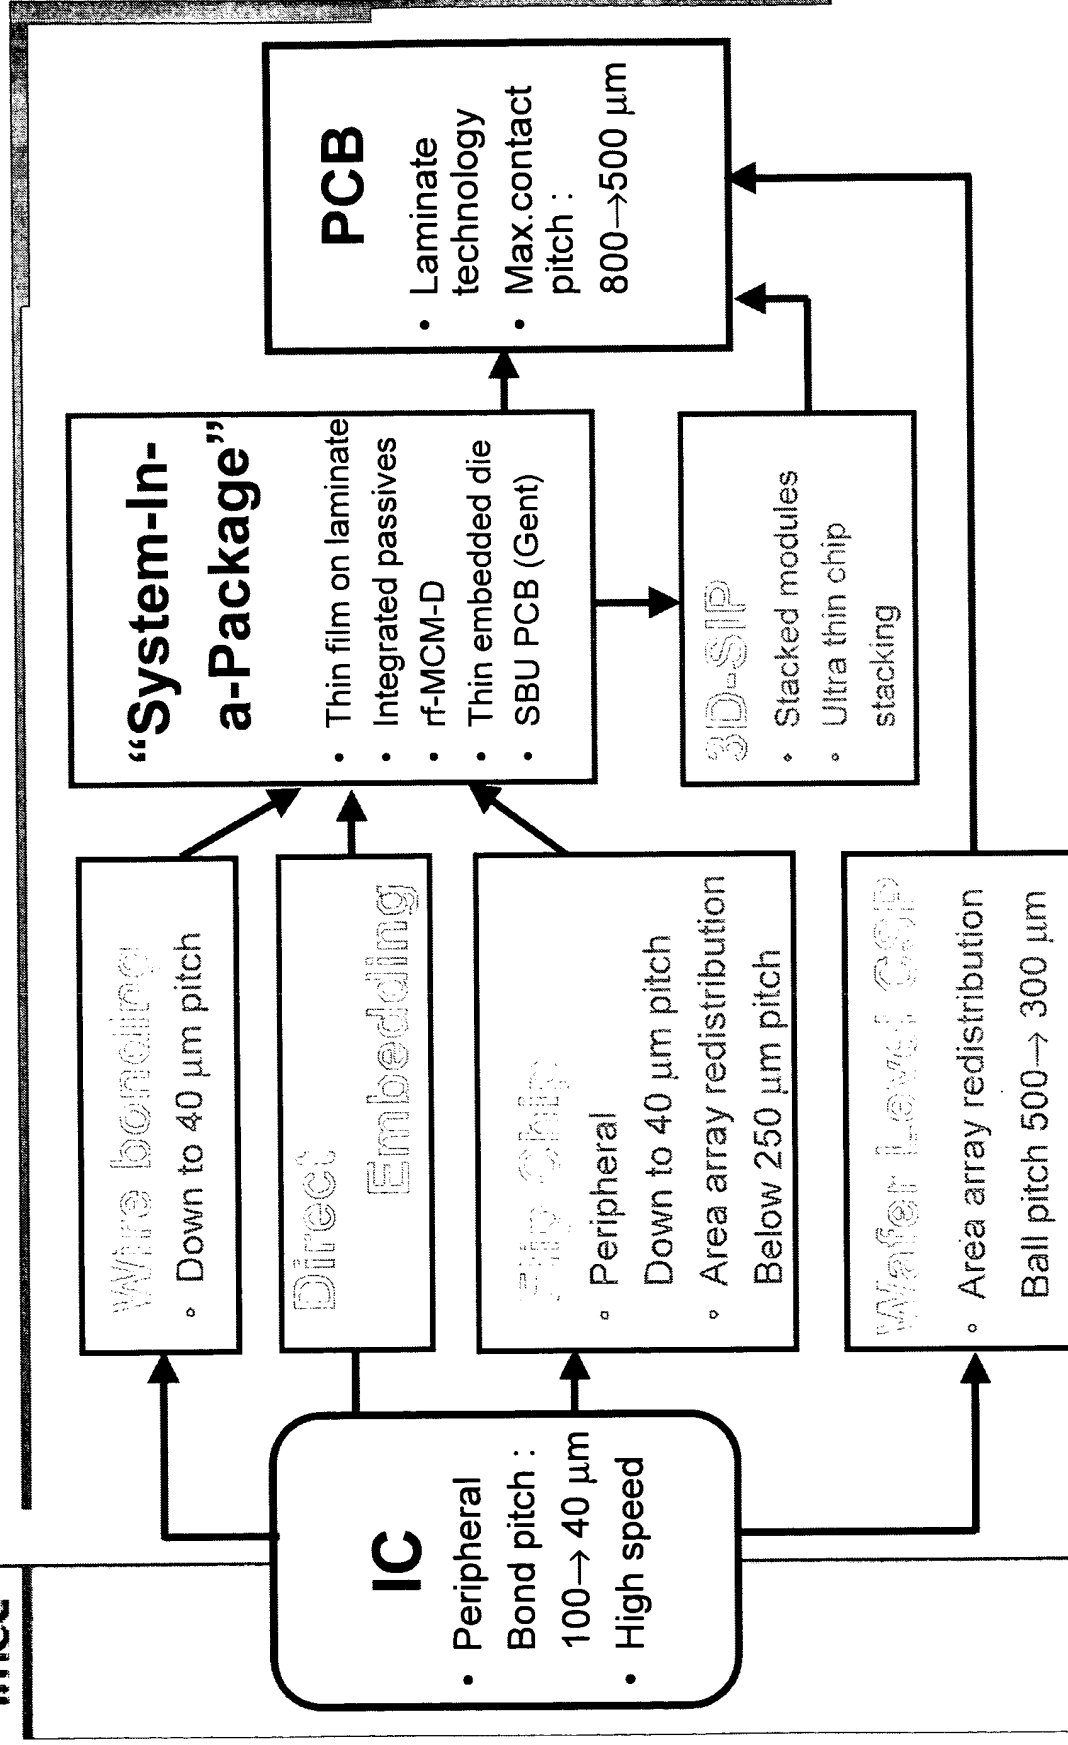 IC
• Peripheral
Bond pitch :
100→ 40 μm
• High speed
Wire bonding
◦ Down to 40 μm pitch
Direct
Embedding
Flip Chip
◦ Peripheral
Down to 40 μm pitch
◦ Area array redistribution
Below 250 μm pitch
Wafer Level CSP
◦ Area array redistribution
Ball pitch 500→ 300 μm
“System-In-
a-Package”
• Thin film on laminate
• Integrated passives
• rf-MCM-D
• Thin embedded die
• SBU PCB (Gent)
3D-SIP
◦ Stacked modules
◦ Ultra thin chip
stacking
PCB
• Laminate
technology
• Max.contact
pitch :
800→500 μm